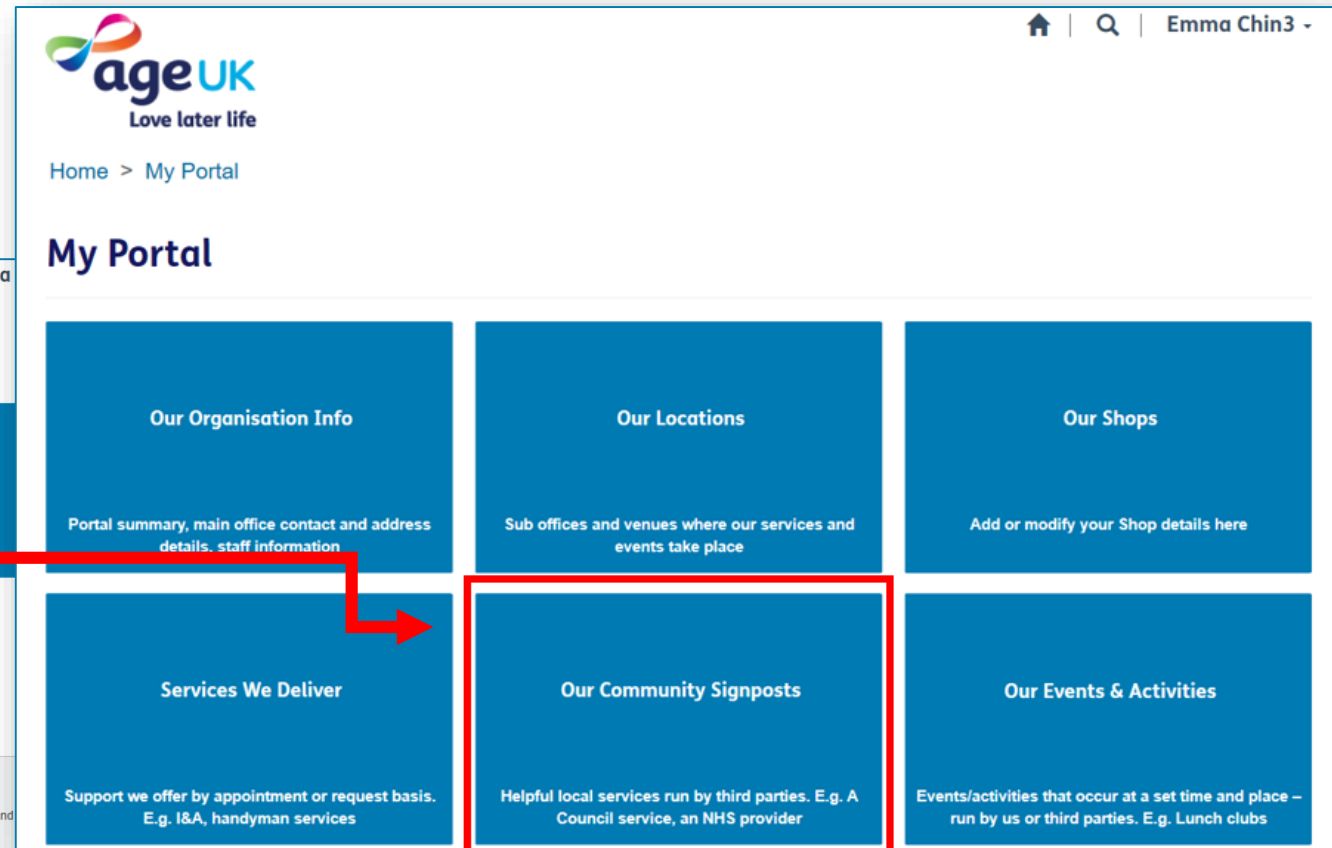 Emma Chin3
age UK
Love later life
Home > My Portal
My Portal
a
Our Organisation Info
Our Locations
Our Shops
Portal summary, main office contact and address
details, staff information
Sub offices and venues where our services and
events take place
Add or modify your Shop details here
Services We Deliver
Our Community Signposts
Our Events & Activities
Support we offer by appointment or request basis.
E.g. I&A, handyman services
Helpful local services run by third parties. E.g. A
Council service, an NHS provider
Events/activities that occur at a set time and place –
run by us or third parties. E.g. Lunch clubs
nd